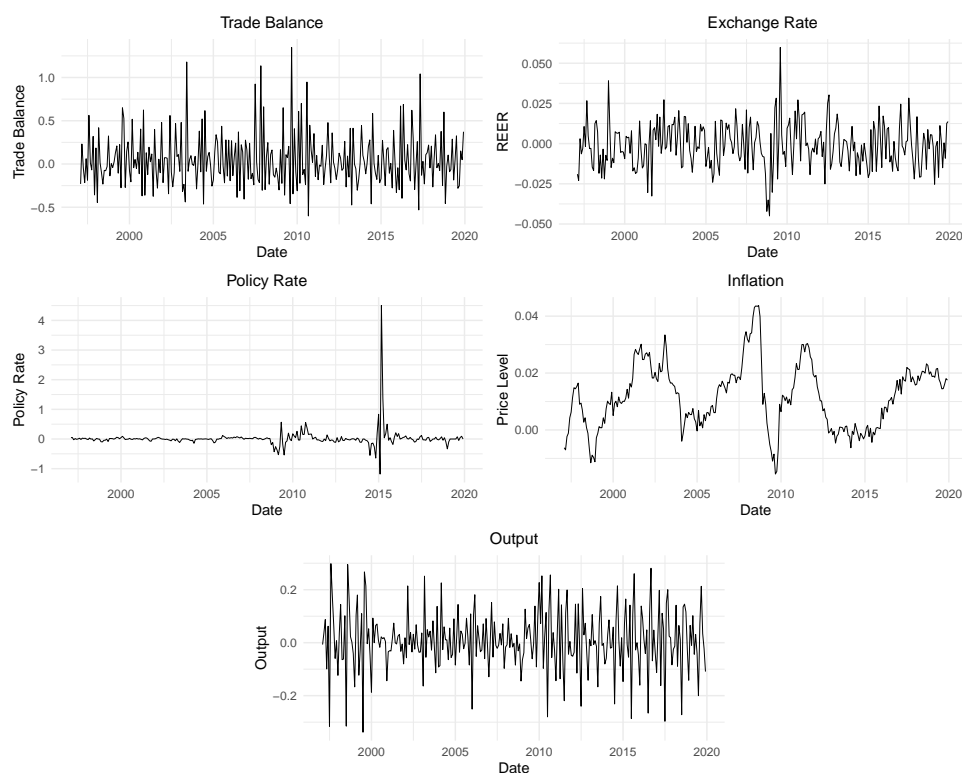 Trade Balance
Trade Balance
1.0
0.5
0.0
−0.5
2000 2005 2010 2015 2020
Date
Exchange Rate
REER
0.050
0.025
0.000
−0.025
−0.050
2000 2005 2010 2015 2020
Date
Policy Rate
Policy Rate
4
3
2
1
0
−1
2000 2005 2010 2015 2020
Date
Inflation
Price Level
0.04
0.02
0.00
2000 2005 2010 2015 2020
Date
Output
Output
0.2
0.0
−0.2
2000 2005 2010 2015 2020
Date